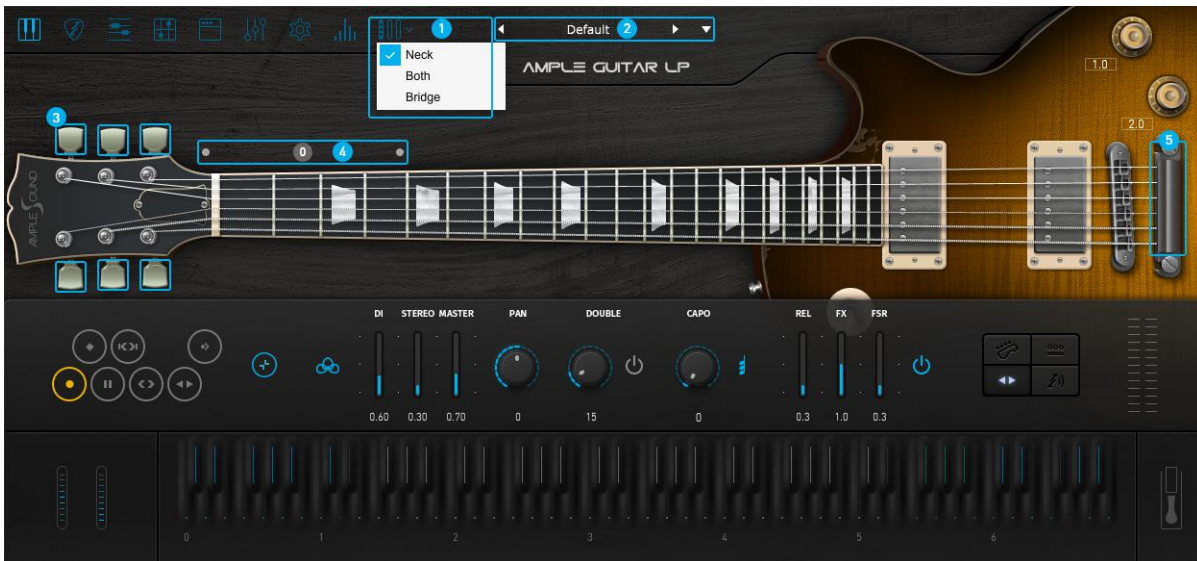 1
Default 2
Neck
Both
Bridge
AMPLE GUITAR LP
1.0
2.0
3
0 4
5
AMPLE SOUND
DI STEREO MASTER PAN DOUBLE CAPO REL FX FSR
0.60 0.30 0.70 0 15 0 0.3 1.0 0.3
0 1 2 3 4 5 6